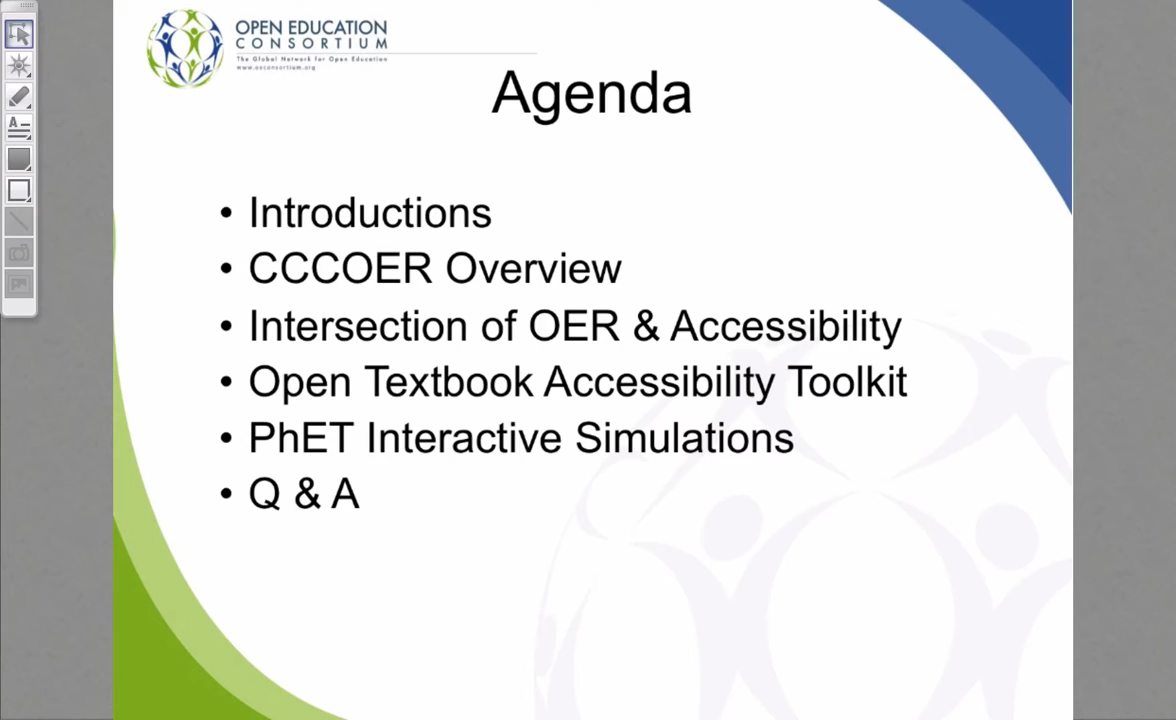 OPEN EDUCATION
CONSORTIUM
The Global Network for Open Education
www.oeconsortium.org
Agenda
• Introductions
• CCCOER Overview
• Intersection of OER & Accessibility
• Open Textbook Accessibility Toolkit
• PhET Interactive Simulations
• Q & A
A